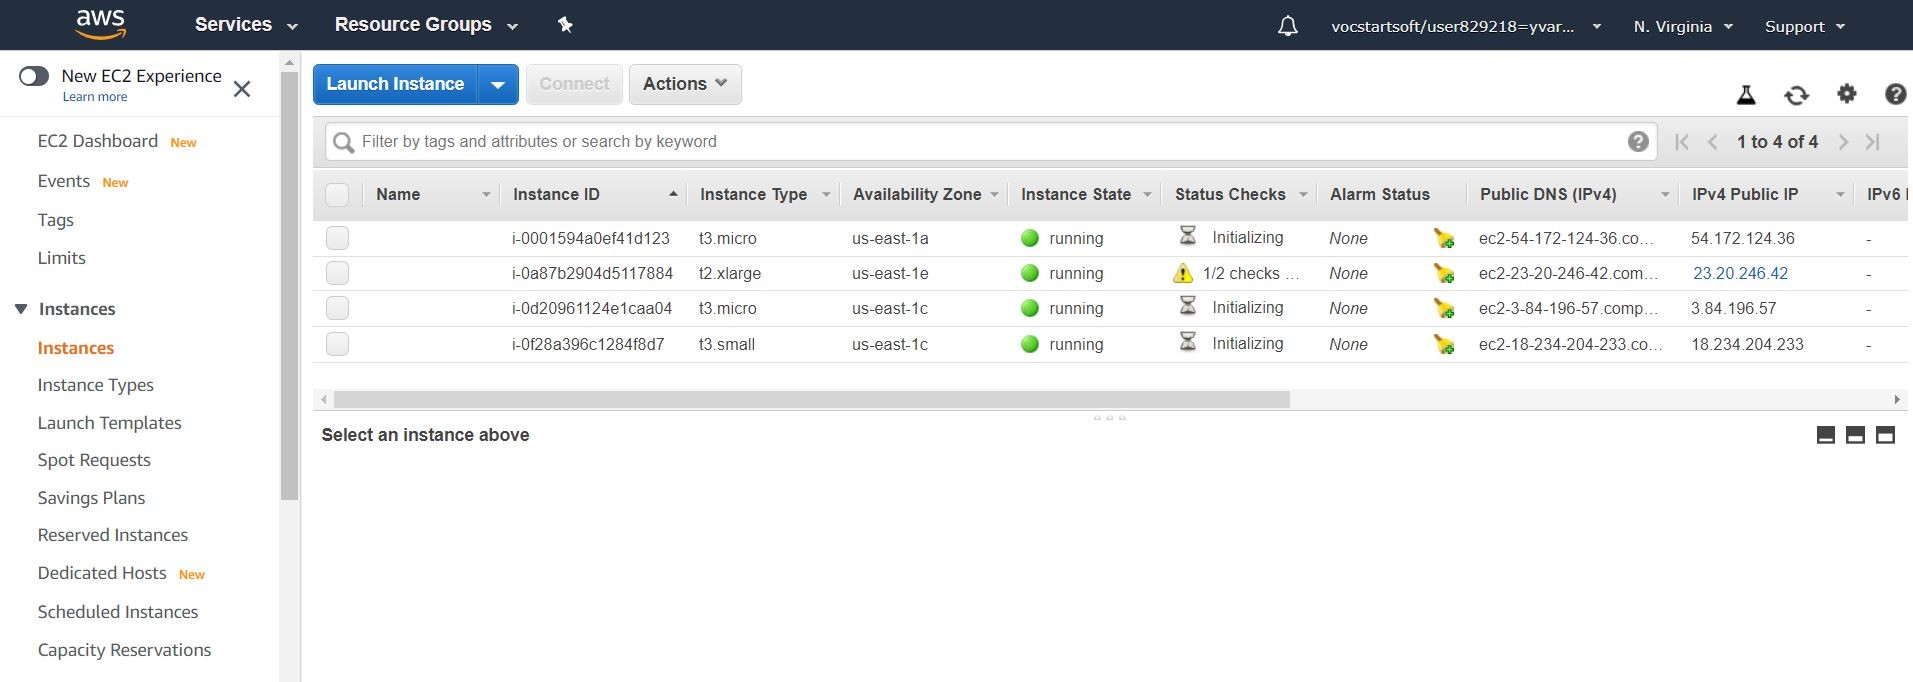 aws Services Resource Groups vocstartsoft/user829218=yvar... N. Virginia Support
New EC2 Experience
Learn more
EC2 Dashboard New
Events New
Tags
Limits
Instances
Instances
Instance Types
Launch Templates
Spot Requests
Savings Plans
Reserved Instances
Dedicated Hosts New
Scheduled Instances
Capacity Reservations
Launch Instance Connect Actions
Filter by tags and attributes or search by keyword 1 to 4 of 4
Name Instance ID Instance Type Availability Zone Instance State Status Checks Alarm Status Public DNS (IPv4) IPv4 Public IP IPv6
i-0001594a0ef41d123 t3.micro us-east-1a running Initializing None ec2-54-172-124-36.co... 54.172.124.36 -
i-0a87b2904d5117884 t2.xlarge us-east-1e running 1/2 checks ... None ec2-23-20-246-42.com... 23.20.246.42 -
i-0d20961124e1caa04 t3.micro us-east-1c running Initializing None ec2-3-84-196-57.comp... 3.84.196.57 -
i-0f28a396c1284f8d7 t3.small us-east-1c running Initializing None ec2-18-234-204-233.co... 18.234.204.233 -
Select an instance above